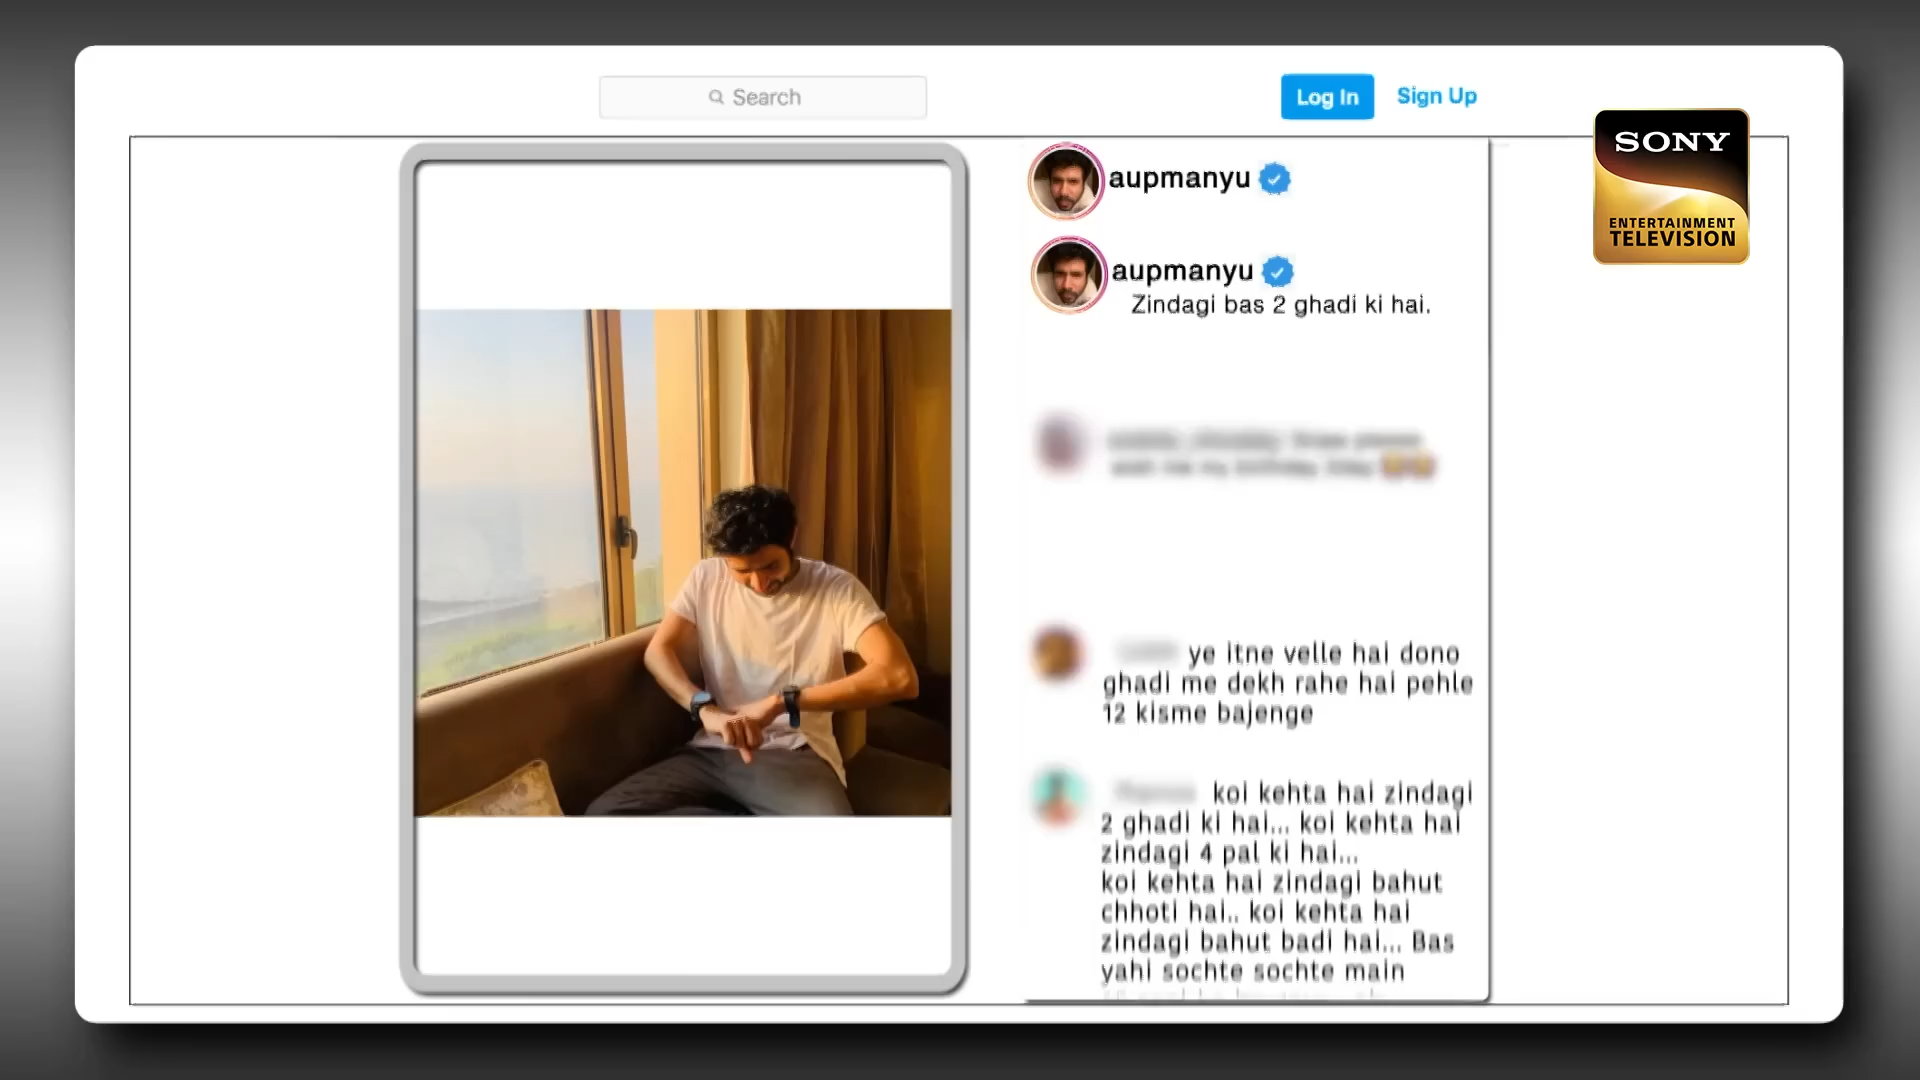 Search
Log In
Sign Up
SONY
ENTERTAINMENT
TELEVISION
aupmanyu
aupmanyu
Zindagi bas 2 ghadi ki hai.
ye itne velle hai dono
ghadi me dekh rahe hai pehle
12 kisme bajenge
koi kehta hai zindagi
2 ghadi ki hai... koi kehta hai
zindagi 4 pal ki hai...
koi kehta hai zindagi bahut
chhoti hai.. koi kehta hai
zindagi bahut badi hai... Bas
yahi sochte sochte main